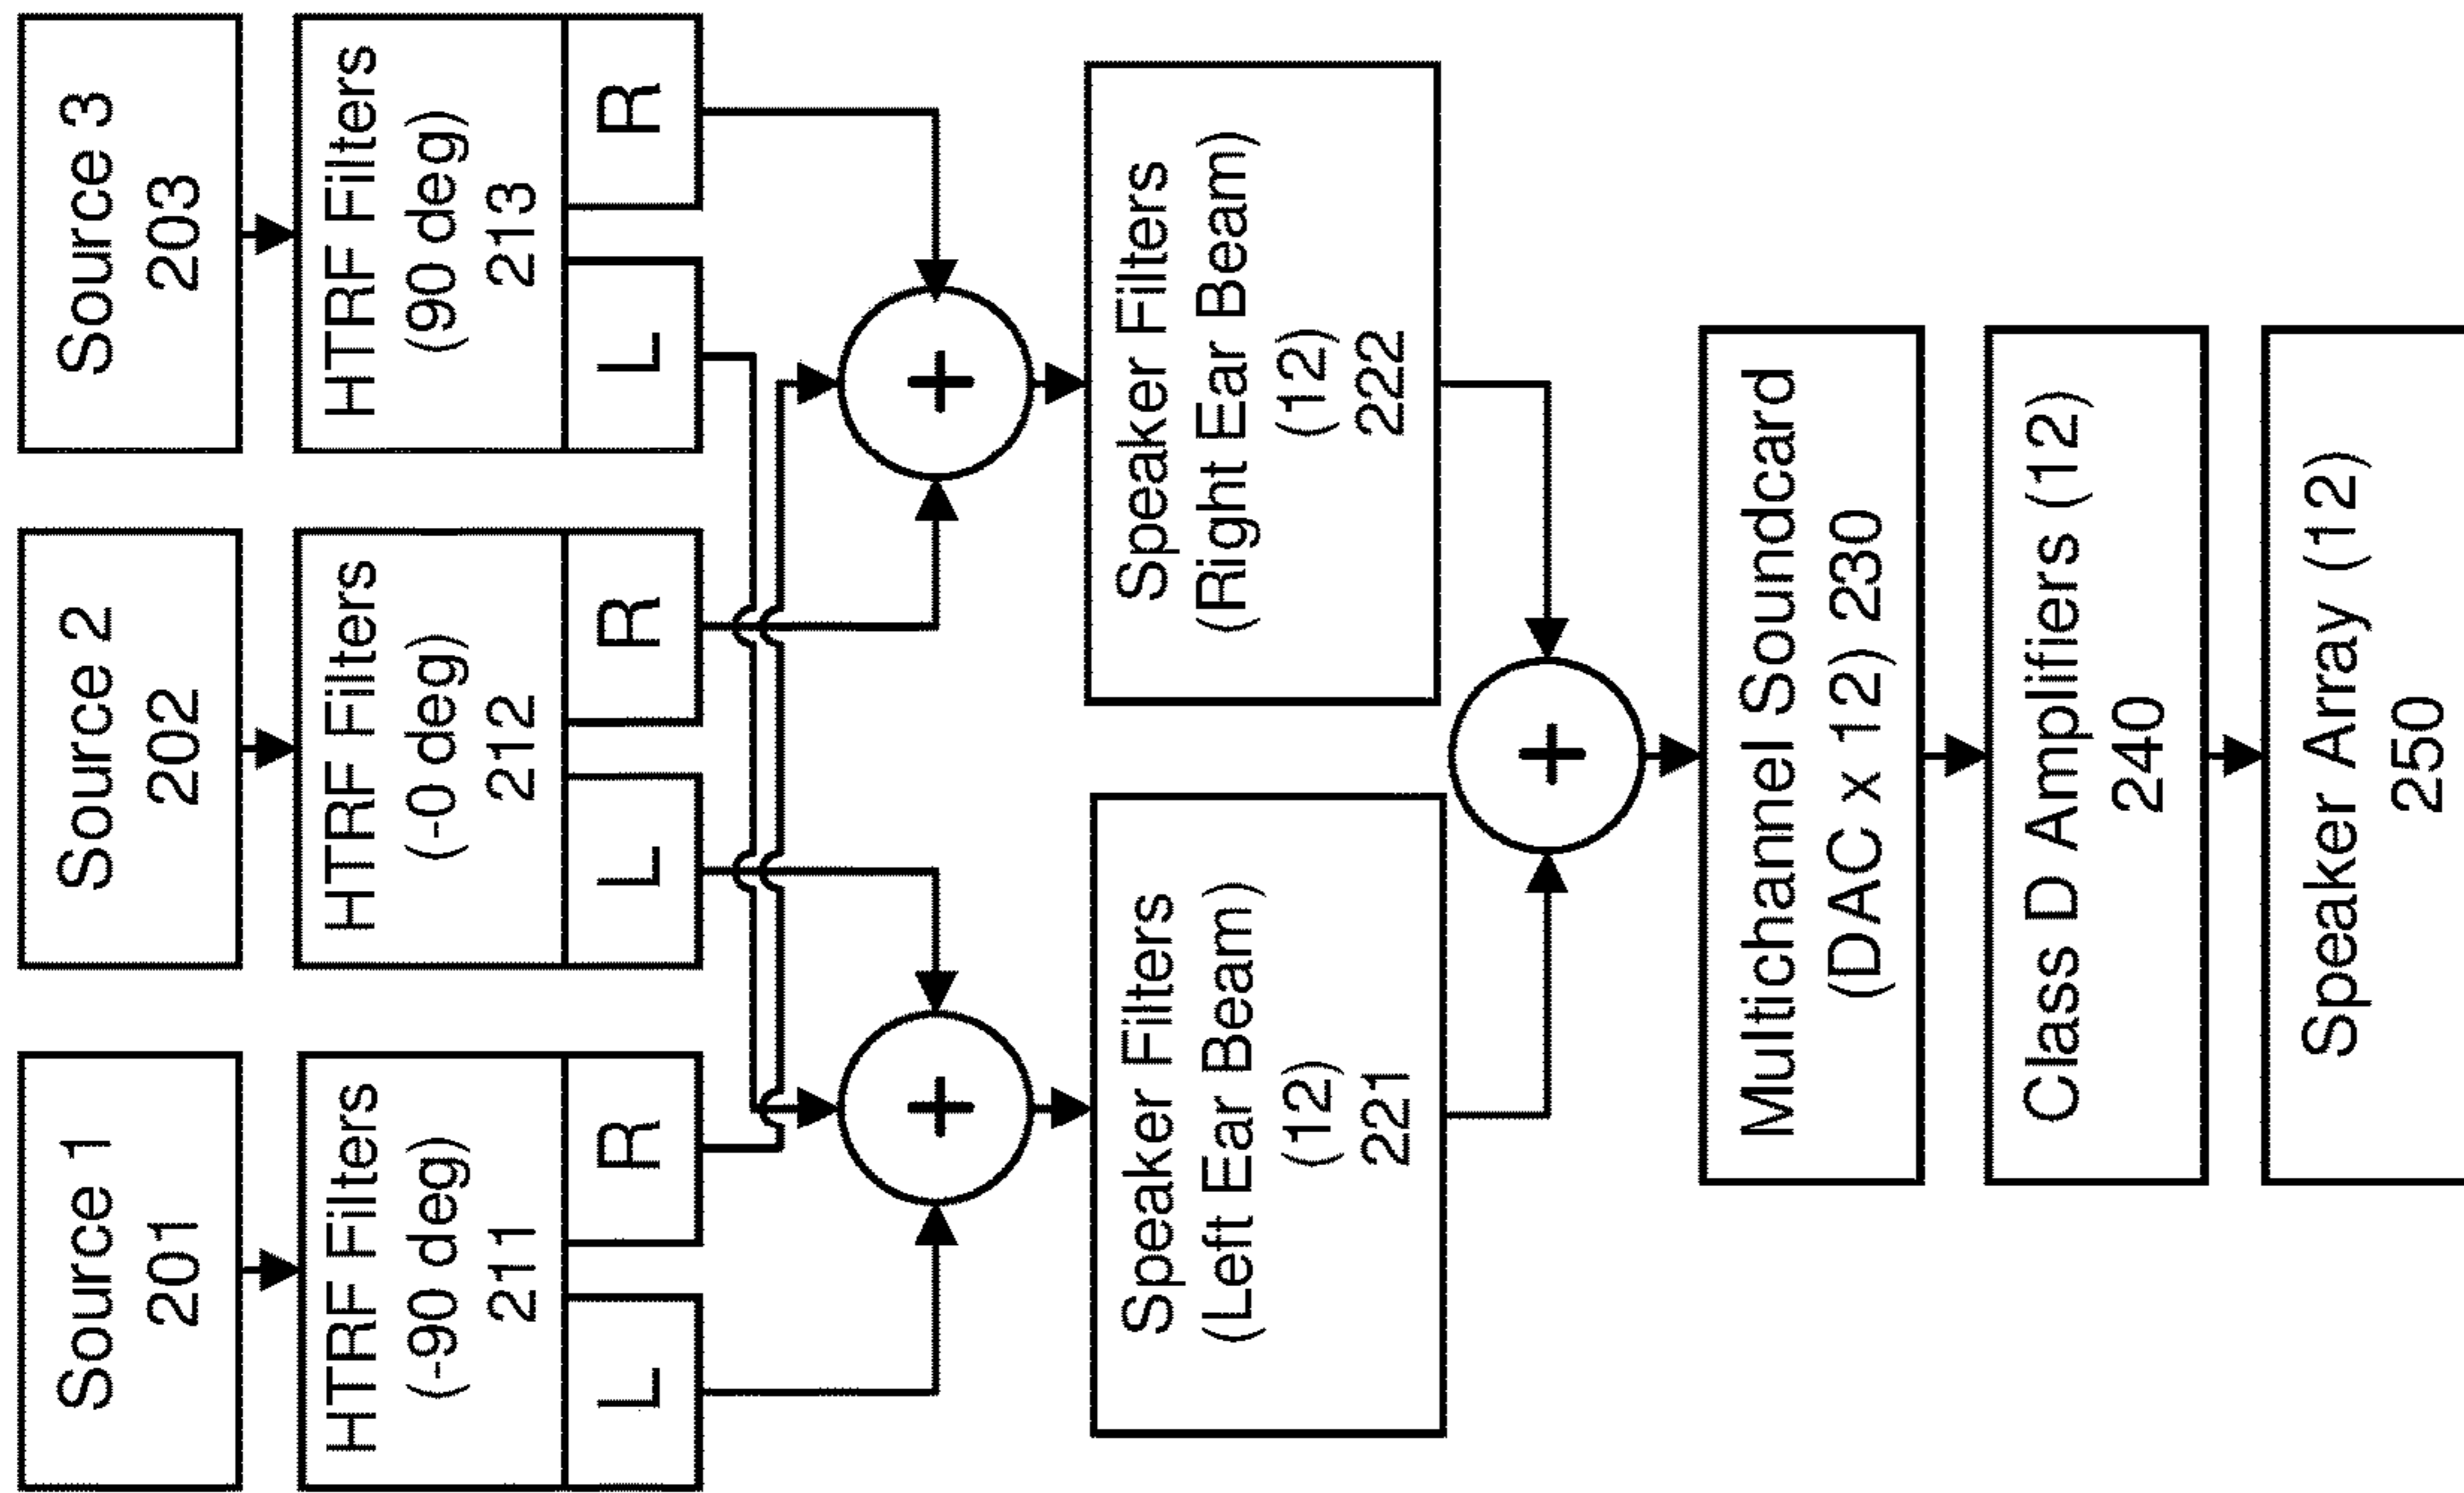 Source 1
201
Source 2
202
Source 3
203
HTRF Filters
(-90 deg)
211
L
R
HTRF Filters
(-0 deg)
212
L
R
HTRF Filters
(90 deg)
213
L
R
+
+
Speaker Filters
(Left Ear Beam)
(12)
221
Speaker Filters
(Right Ear Beam)
(12)
222
+
Multichannel Soundcard
(DAC x 12) 230
Class D Amplifiers (12)
240
Speaker Array (12)
250